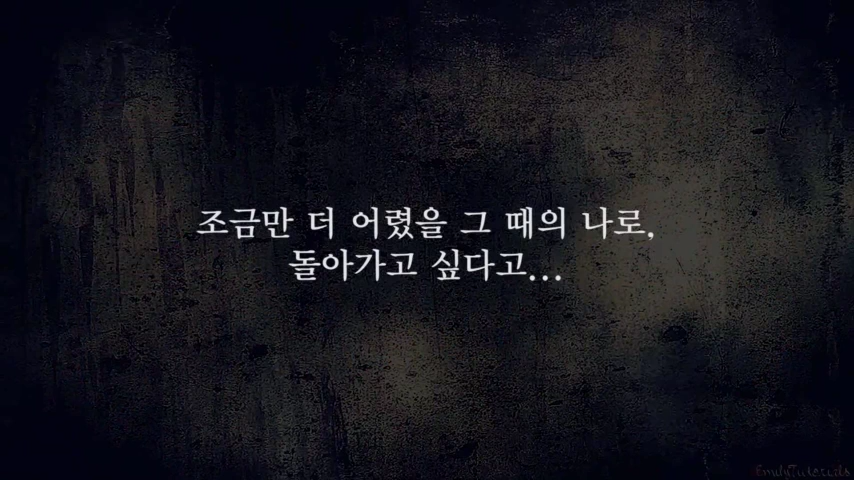 조금만 더 어렸을 그 때의 나로,
돌아가고 싶다고...
EmilyTutorials